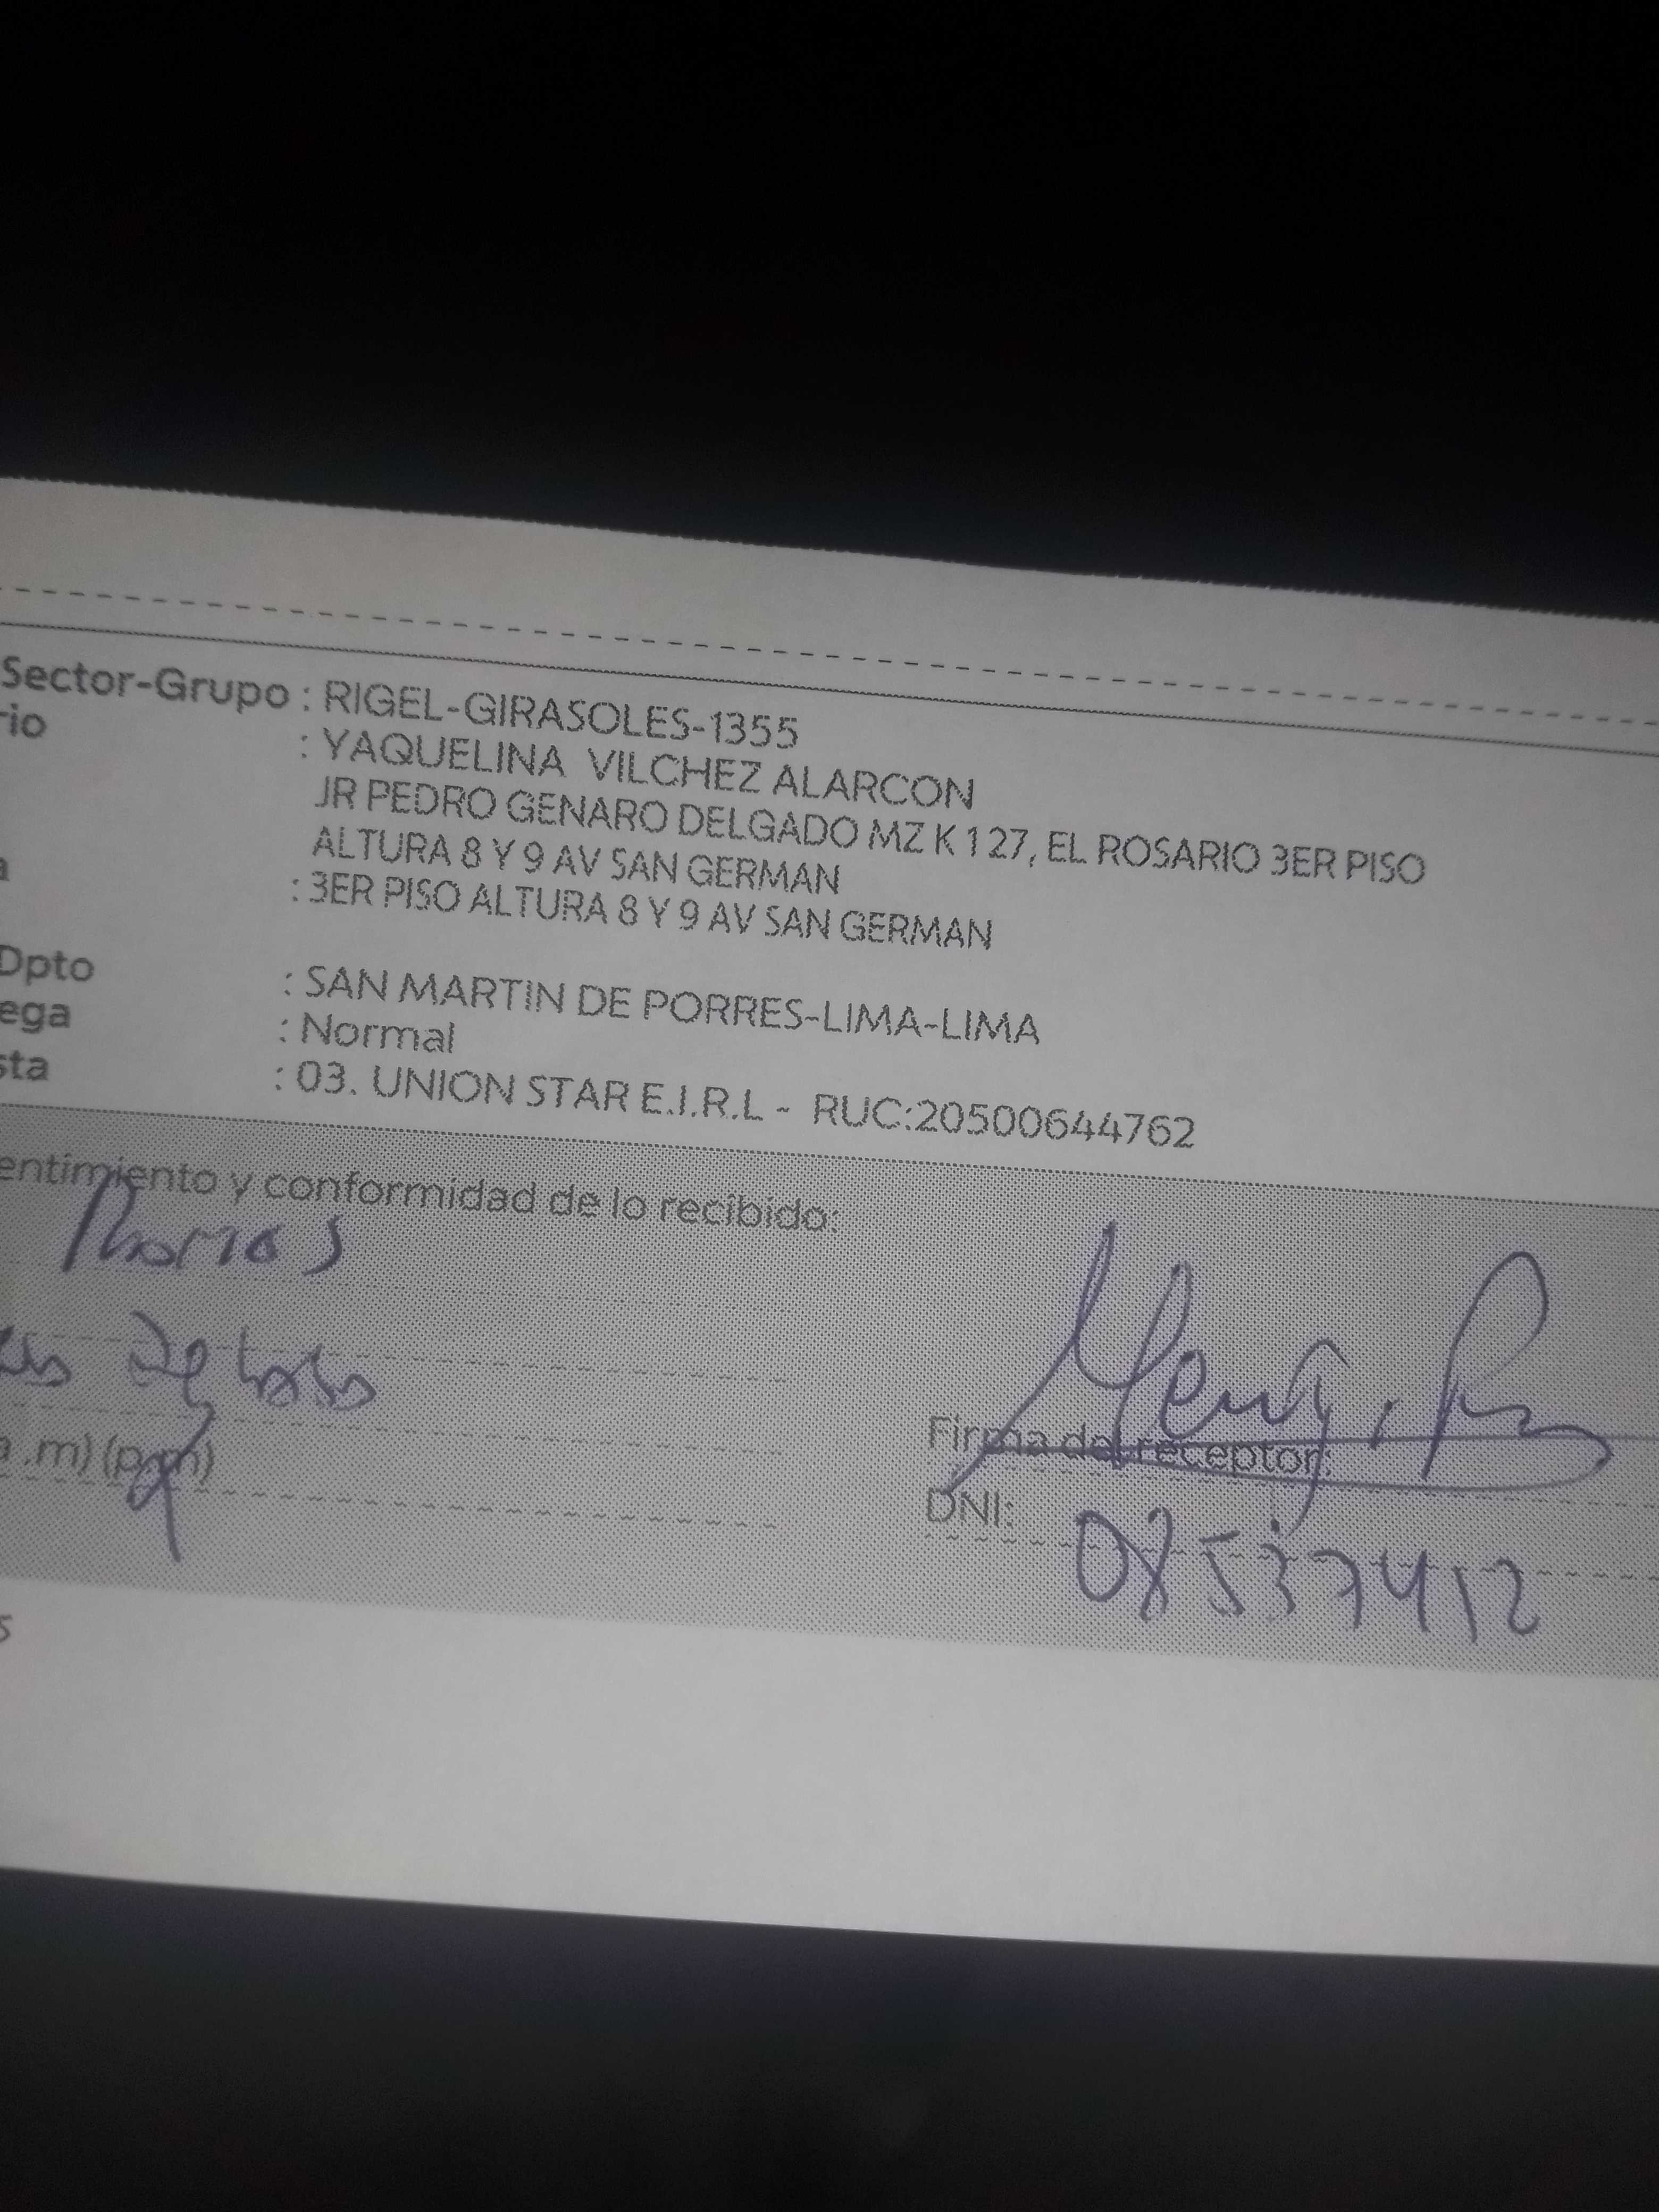 Sector-Grupo : RIGEL-GIRASOLES-1355
rio : YAQUELINA VILCHEZ ALARCON
JR PEDRO GENARO DELGADO MZ K 1 27, EL ROSARIO 3ER PISO
ALTURA 8 Y 9 AV SAN GERMAN
a : 3ER PISO ALTURA 8 Y 9 AV SAN GERMAN
Dpto : SAN MARTIN DE PORRES-LIMA-LIMA
ega : Normal
sta : 03. UNION STAR E.I.R.L - RUC:20500644762
entimiento y conformidad de lo recibido:
a .m) (p.m)
Firma del receptor:
DNI: 08537412
s